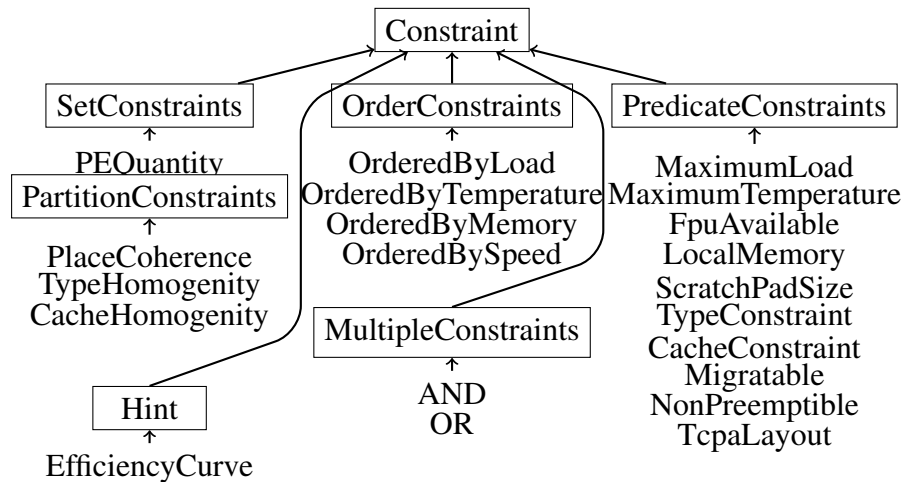 Constraint
SetConstraints
OrderConstraints
PredicateConstraints
PEQuantity
PartitionConstraints
PlaceCoherence
TypeHomogenity
CacheHomogenity
OrderedByLoad
OrderedByTemperature
OrderedByMemory
OrderedBySpeed
MaximumLoad
MaximumTemperature
FpuAvailable
LocalMemory
ScratchPadSize
TypeConstraint
CacheConstraint
Migratable
NonPreemptible
TcpaLayout
MultipleConstraints
AND
OR
Hint
EfficiencyCurve